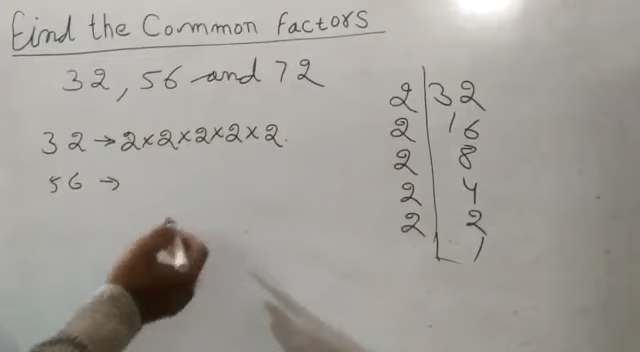 Find the Common factors
32, 56 and 72
32 → 2×2×2×2×2.
56 →
2 | 32
2 | 16
2 | 8
2 | 4
2 | 2
| 1